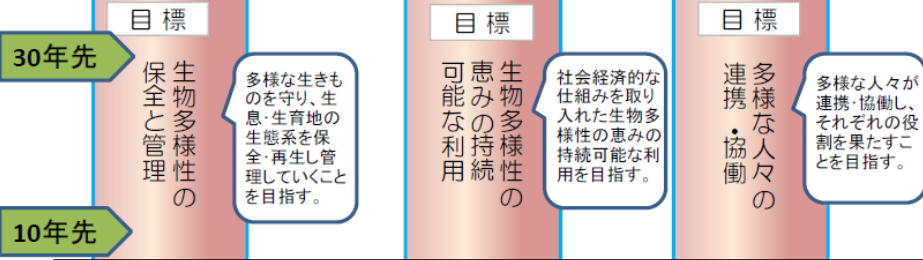 目標
目標
目標
30年先
生物多様性の
保全と管理
多様な生きも
のを守り、生
息・生育地の
生態系を保
全・再生し管
理していくこと
を目指す。
生物多様性の
恵みの持続
可能な利用
社会経済的な
仕組みを取り
入れた生物多
様性の恵みの
持続可能な利
用を目指す。
多様な人々の
連携・協働
多様な人々が
連携・協働し、
それぞれの役
割を果たすこ
とを目指す。
10年先